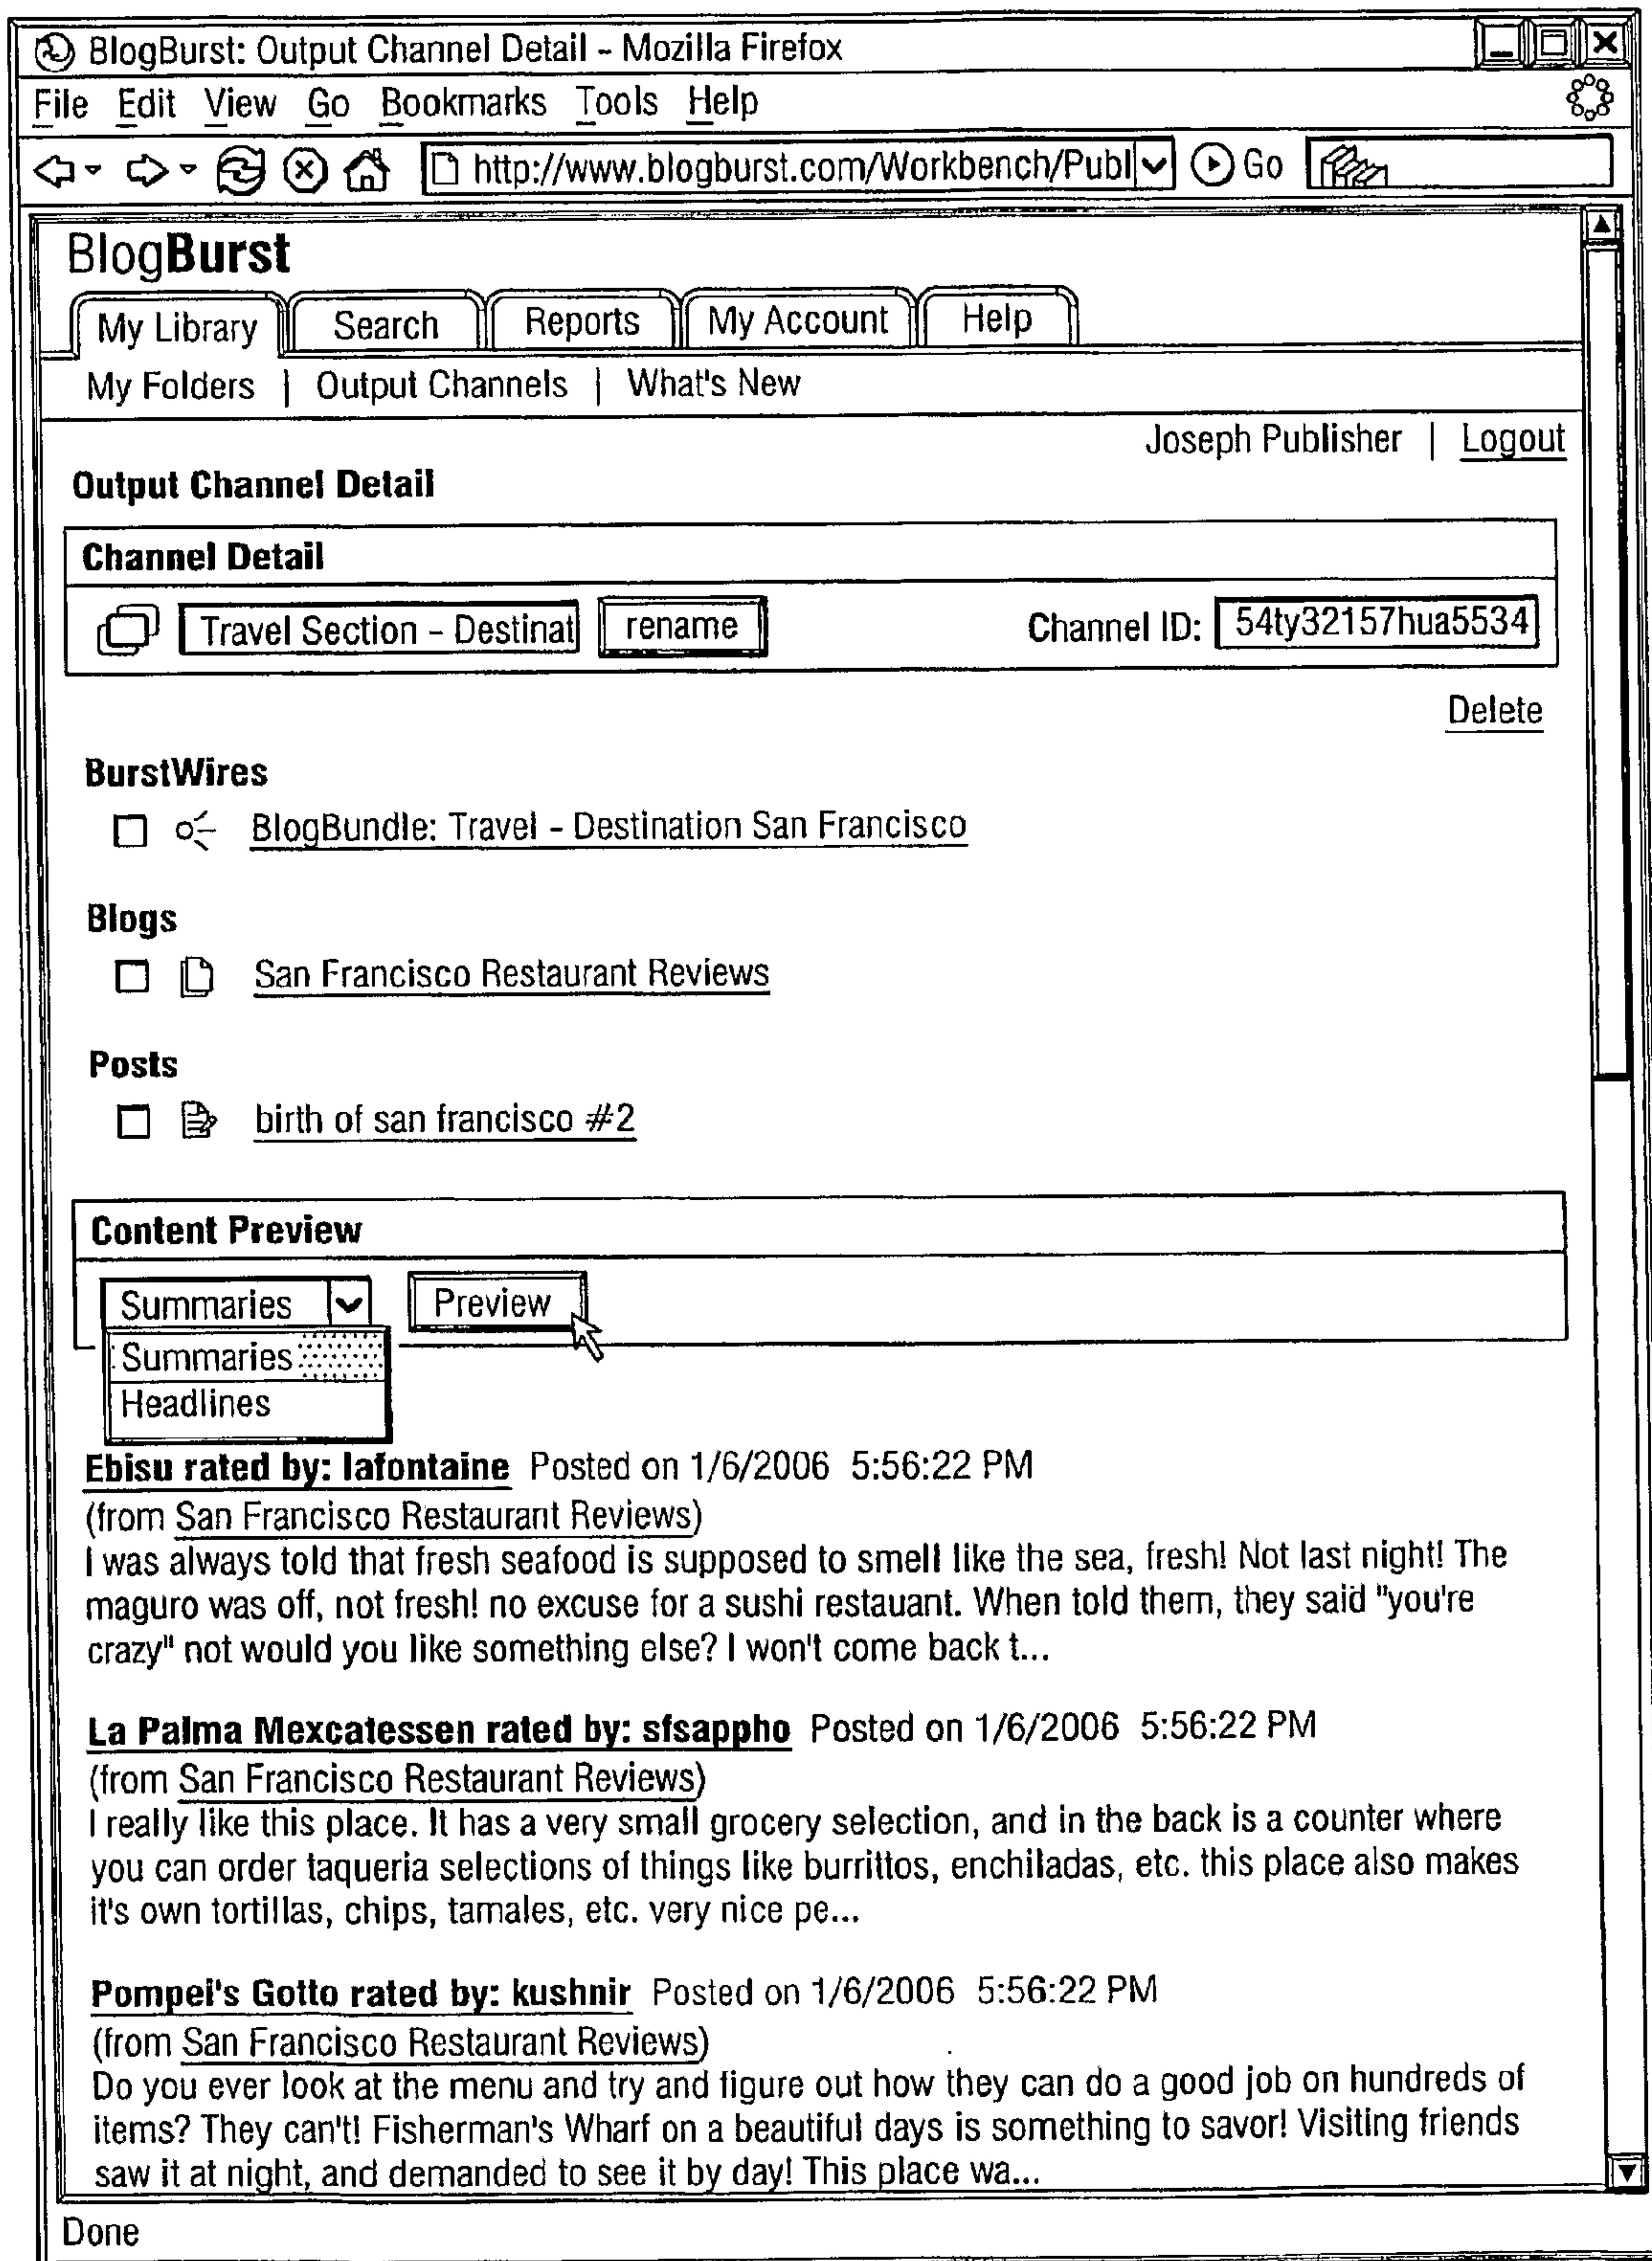 BlogBurst: Output Channel Detail - Mozilla Firefox
File Edit View Go Bookmarks Tools Help
http://www.blogburst.com/Workbench/Publ Go
BlogBurst
My Library Search Reports My Account Help
My Folders | Output Channels | What's New
Joseph Publisher | Logout
Output Channel Detail
Channel Detail
Travel Section - Destinat rename Channel ID: 54ty32157hua5534
Delete
BurstWires
BlogBundle: Travel - Destination San Francisco
Blogs
San Francisco Restaurant Reviews
Posts
birth of san francisco #2
Content Preview
Summaries Preview
Summaries
Headlines
Ebisu rated by: lafontaine Posted on 1/6/2006 5:56:22 PM
(from San Francisco Restaurant Reviews)
I was always told that fresh seafood is supposed to smell like the sea, fresh! Not last night! The
maguro was off, not fresh! no excuse for a sushi restauant. When told them, they said "you're
crazy" not would you like something else? I won't come back t...
La Palma Mexcatessen rated by: sfsappho Posted on 1/6/2006 5:56:22 PM
(from San Francisco Restaurant Reviews)
I really like this place. It has a very small grocery selection, and in the back is a counter where
you can order taqueria selections of things like burrittos, enchiladas, etc. this place also makes
it's own tortillas, chips, tamales, etc. very nice pe...
Pompei's Gotto rated by: kushnir Posted on 1/6/2006 5:56:22 PM
(from San Francisco Restaurant Reviews)
Do you ever look at the menu and try and figure out how they can do a good job on hundreds of
items? They can't! Fisherman's Wharf on a beautiful days is something to savor! Visiting friends
saw it at night, and demanded to see it by day! This place wa...
Done